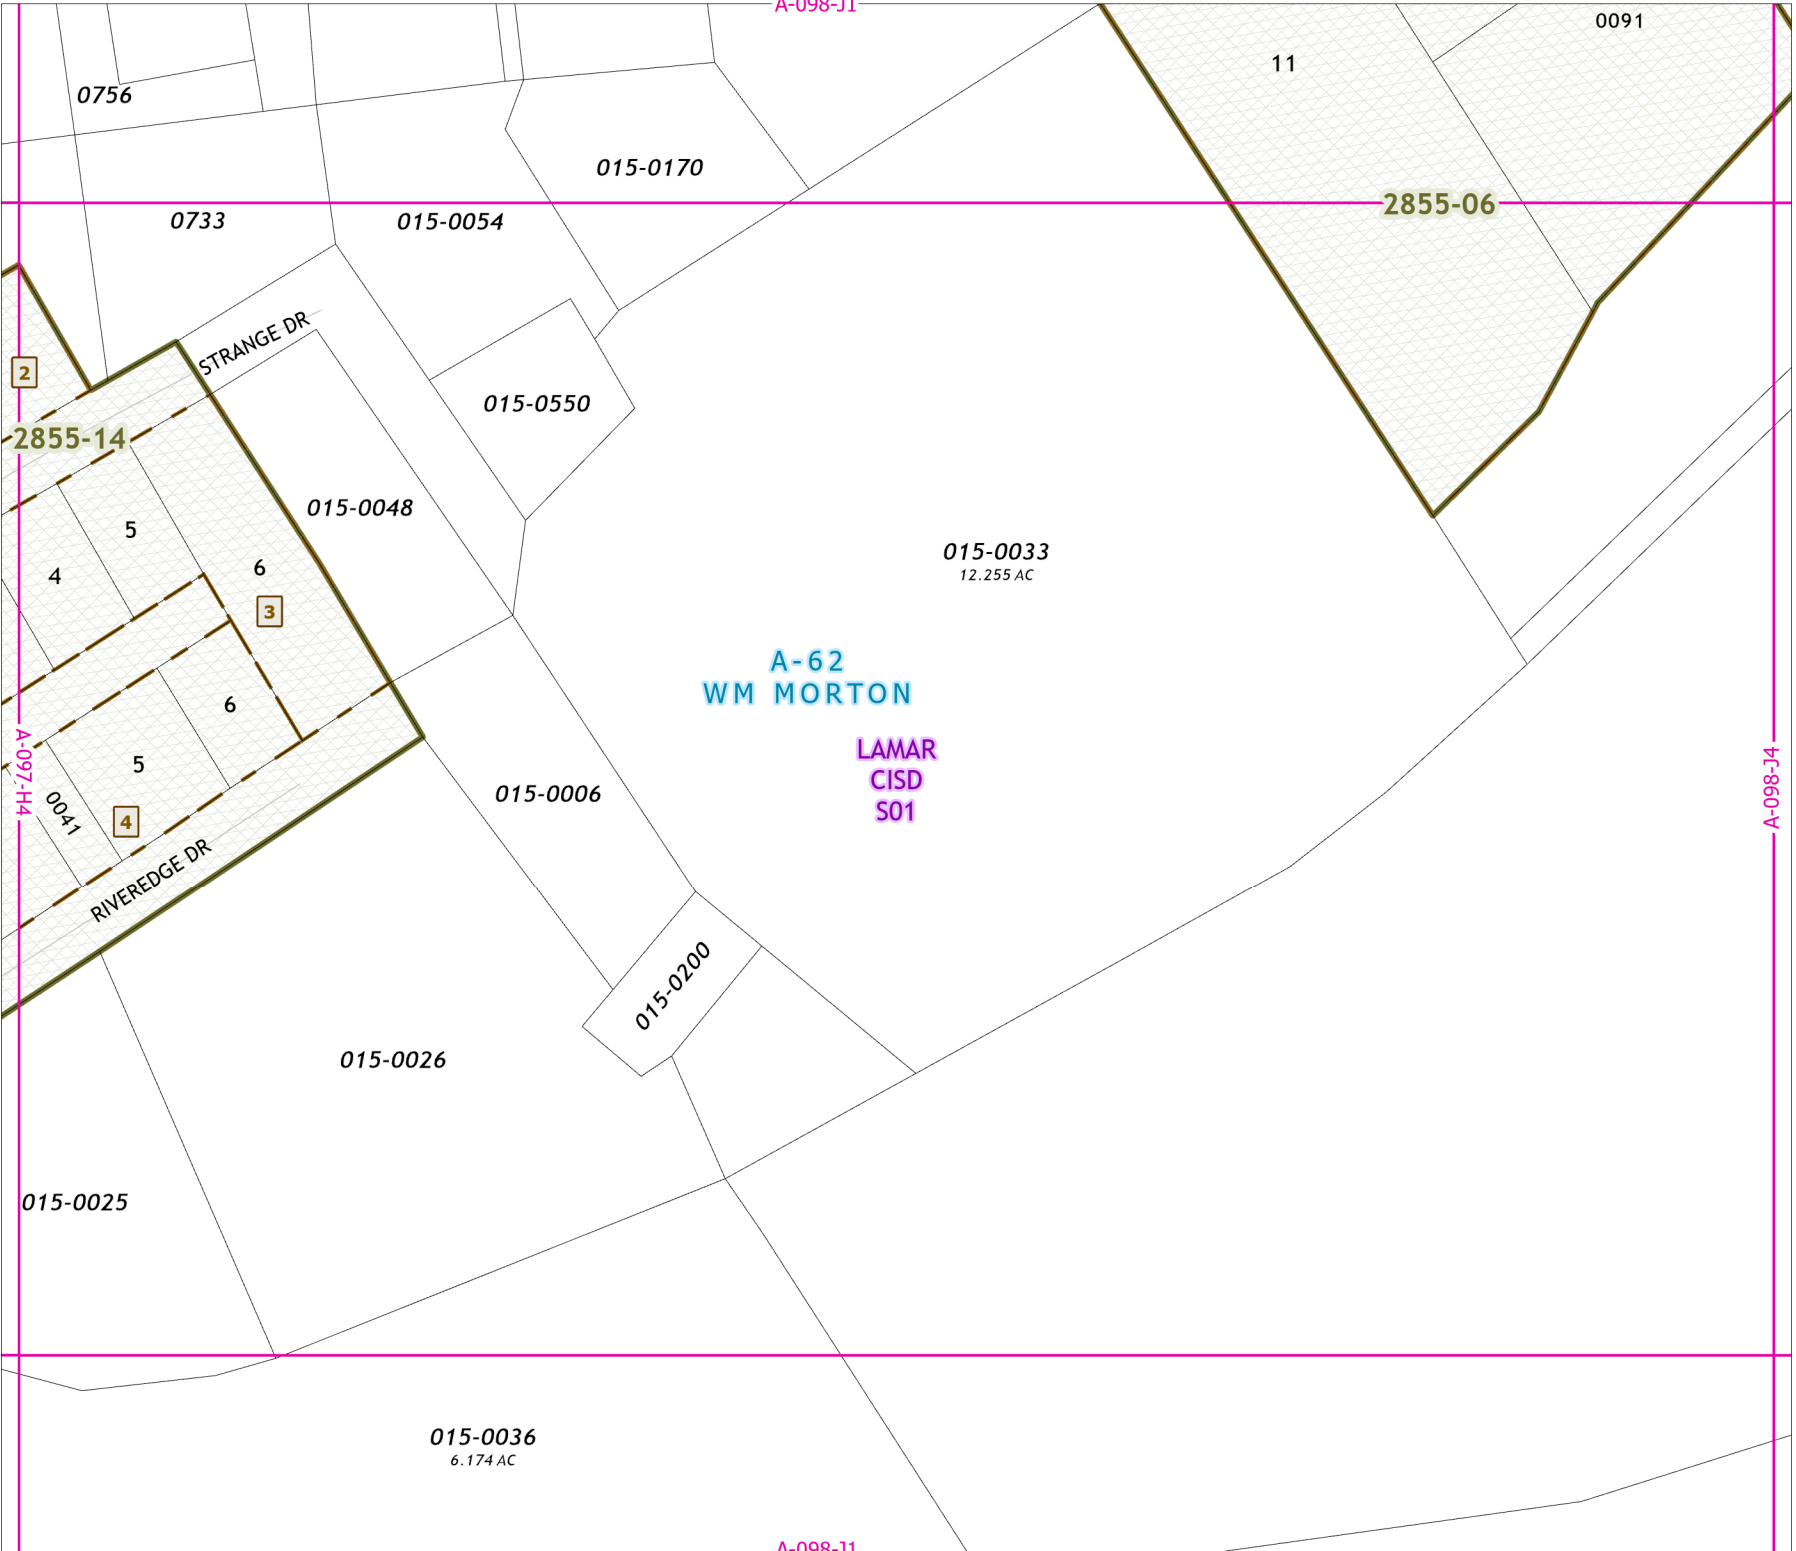 A-098-J1
0091
11
0756
015-0170
2855-06
0733
015-0054
STRANGE DR
2
015-0550
2855-14
015-0048
5
015-0033
12.255 AC
6
4
3
A-62
WM MORTON
6
LAMAR
CISD
S01
5
A-097-H4
A-098-J4
015-0006
0041
4
RIVEREDGE DR
015-0200
015-0026
015-0025
015-0036
6.174 AC
A-098-J1